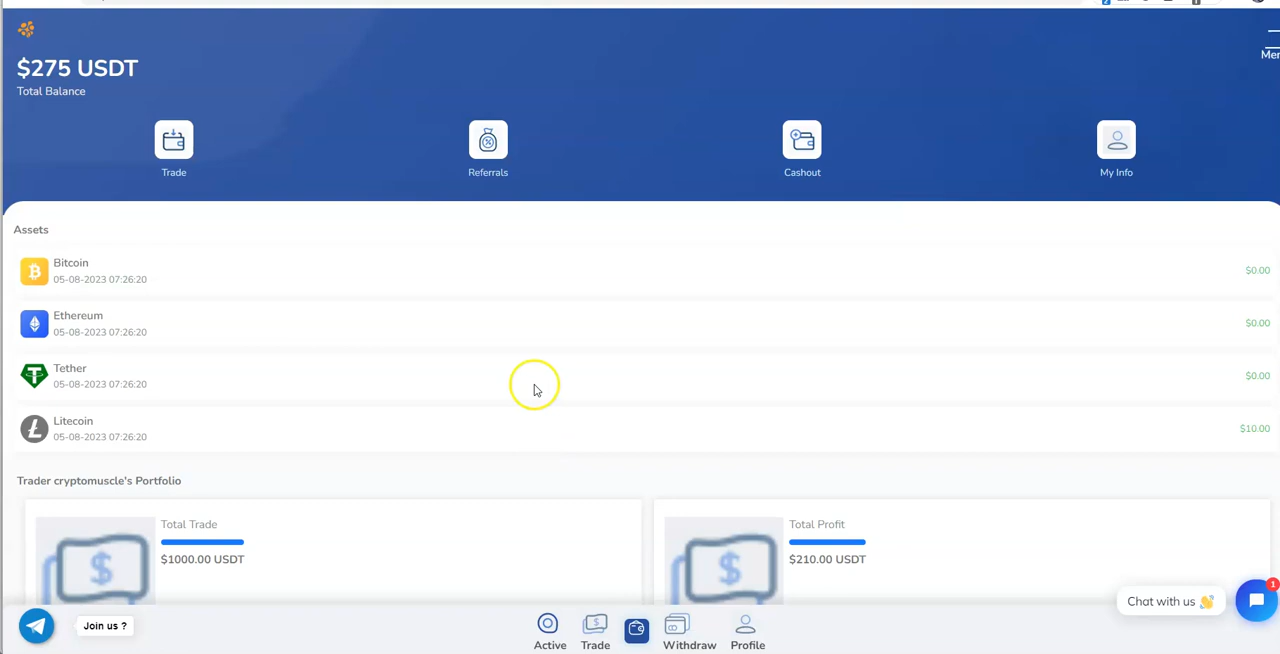 $275 USDT
Total Balance
Trade
Referrals
Cashout
My Info
Assets
Bitcoin
05-08-2023 07:26:20
$0.00
Ethereum
05-08-2023 07:26:20
$0.00
Tether
05-08-2023 07:26:20
$0.00
Litecoin
05-08-2023 07:26:20
$10.00
Trader cryptomuscle's Portfolio
Total Trade
$1000.00 USDT
Total Profit
$210.00 USDT
Chat with us 👋
1
Join us ?
Active
Trade
Withdraw
Profile